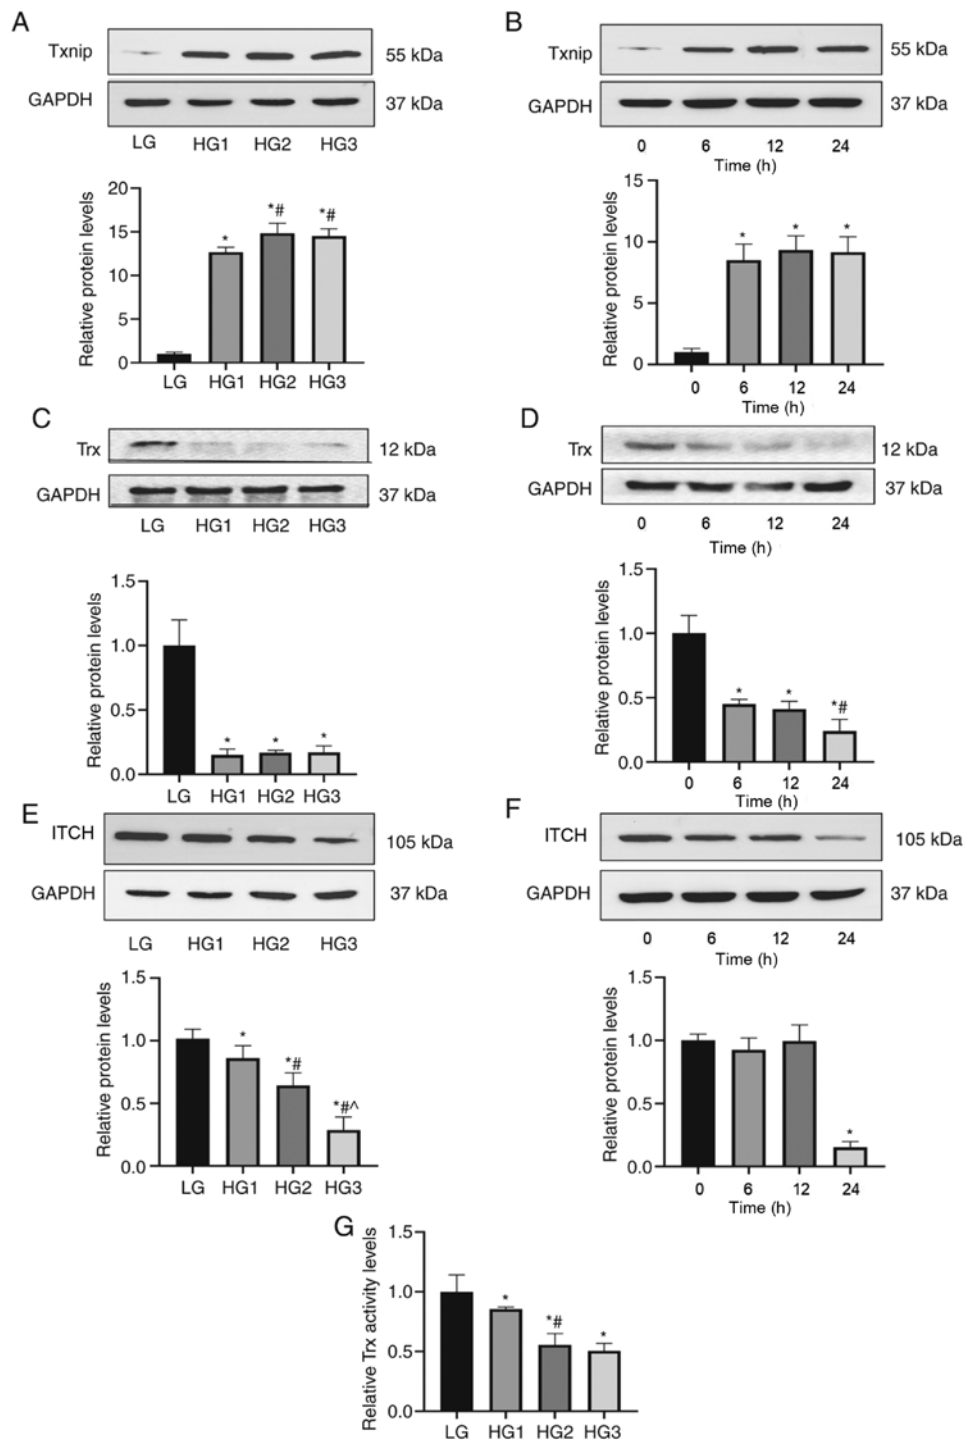 A
Txnip
55 kDa
GAPDH
37 kDa
LG HG1 HG2 HG3
Relative protein levels
20
15
10
5
0
*
*#
*#
LG HG1 HG2 HG3
B
Txnip
55 kDa
GAPDH
37 kDa
0 6 12 24
Time (h)
Relative protein levels
15
10
5
0
* * *
0 6 12 24
Time (h)
C
Trx
12 kDa
GAPDH
37 kDa
LG HG1 HG2 HG3
Relative protein levels
1.5
1.0
0.5
0.0
* * *
LG HG1 HG2 HG3
D
Trx
12 kDa
GAPDH
37 kDa
0 6 12 24
Time (h)
Relative protein levels
1.5
1.0
0.5
0.0
* * *#
0 6 12 24
Time (h)
E
ITCH
105 kDa
GAPDH
37 kDa
LG HG1 HG2 HG3
Relative protein levels
1.5
1.0
0.5
0.0
*
*#
*#^
LG HG1 HG2 HG3
F
ITCH
105 kDa
GAPDH
37 kDa
0 6 12 24
Time (h)
Relative protein levels
1.5
1.0
0.5
0.0
*
0 6 12 24
Time (h)
G
Relative Trx activity levels
1.5
1.0
0.5
0.0
*
*#
*
LG HG1 HG2 HG3